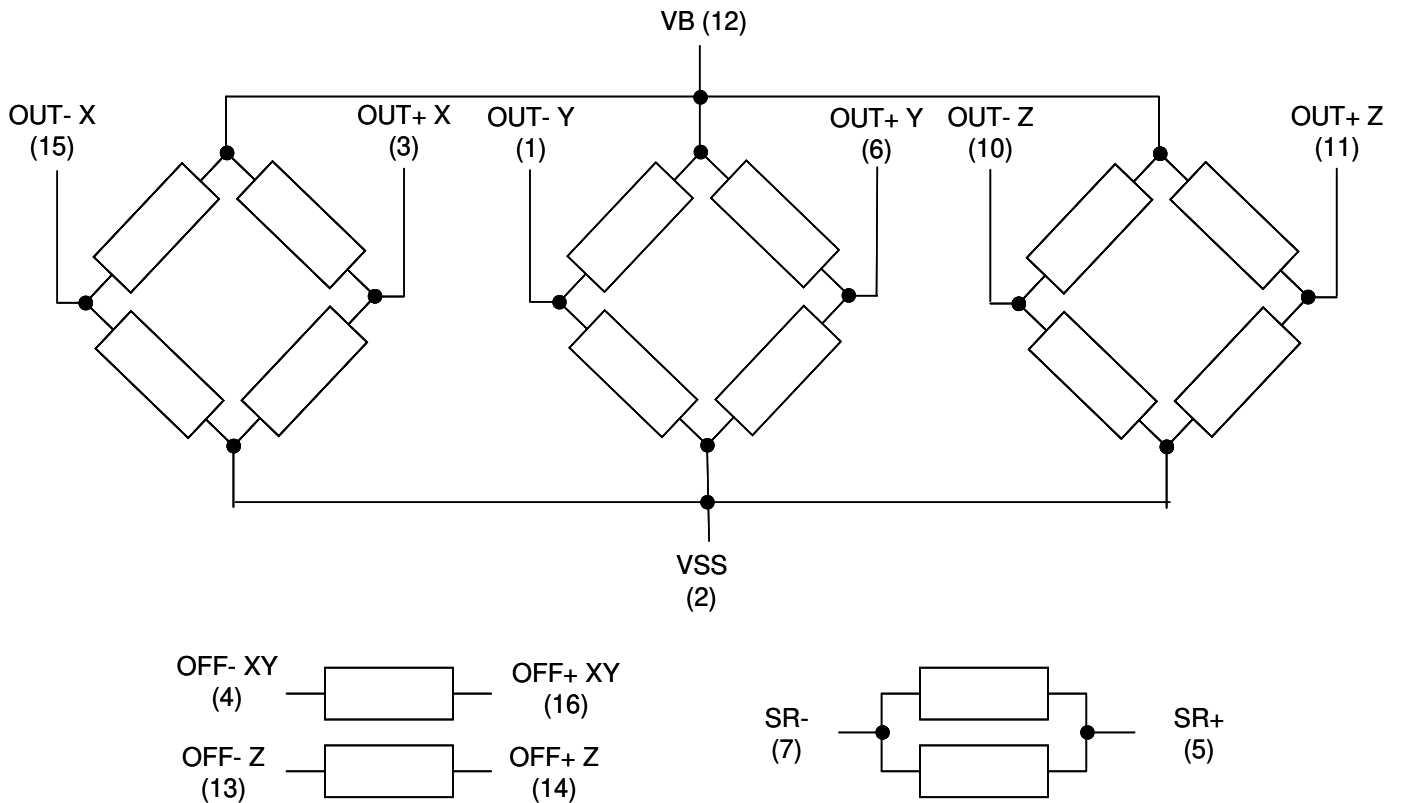 VB (12)
OUT- X
(15)
OUT+ X
(3)
OUT- Y
(1)
OUT+ Y
(6)
OUT- Z
(10)
OUT+ Z
(11)
VSS
(2)
OFF- XY
(4)
OFF+ XY
(16)
OFF- Z
(13)
OFF+ Z
(14)
SR-
(7)
SR+
(5)